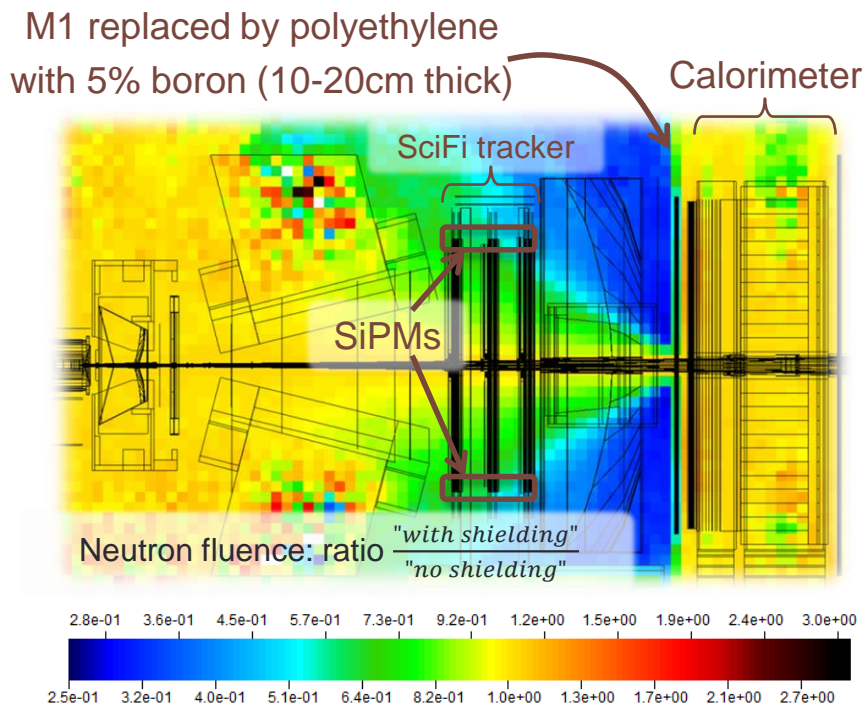 M1 replaced by polyethylene
with 5% boron (10-20cm thick)
Calorimeter
SciFi tracker
SiPMs
Neutron fluence: ratio "with shielding" / "no shielding"
2.8e-01 3.6e-01 4.5e-01 5.7e-01 7.3e-01 9.2e-01 1.2e+00 1.5e+00 1.9e+00 2.4e+00 3.0e+00
2.5e-01 3.2e-01 4.0e-01 5.1e-01 6.4e-01 8.2e-01 1.0e+00 1.3e+00 1.7e+00 2.1e+00 2.7e+00